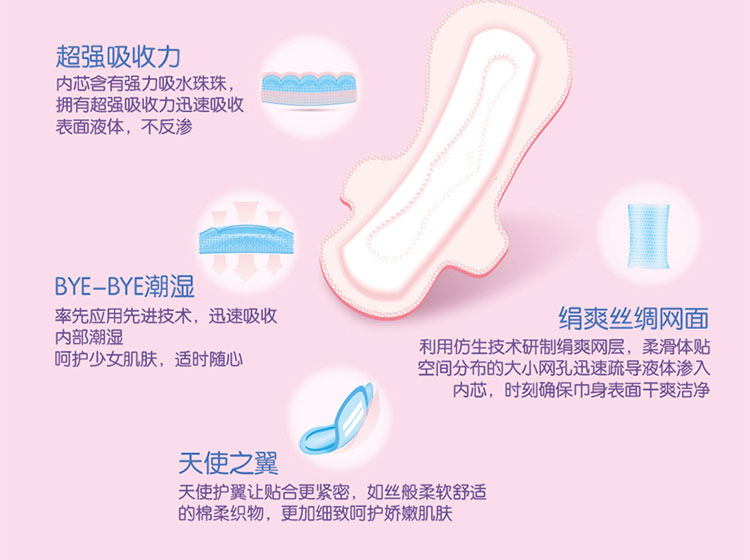 超强吸收力
内芯含有强力吸水珠珠，
拥有超强吸收力迅速吸收
表面液体，不反渗
BYE-BYE潮湿
率先应用先进技术，迅速吸收
内部潮湿
呵护少女肌肤，适时随心
绢爽丝绸网面
利用仿生技术研制绢爽网层，柔滑体贴
空间分布的大小网孔迅速疏导液体渗入
内芯，时刻确保巾身表面干爽洁净
天使之翼
天使护翼让贴合更紧密，如丝般柔软舒适
的棉柔织物，更加细致呵护娇嫩肌肤